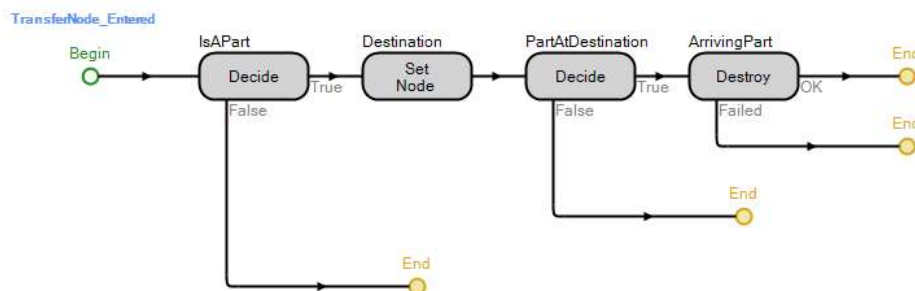 TransferNode_Entered
Begin
IsAPart
Decide
True
False
Destination
Set
Node
PartAtDestination
Decide
True
False
ArrivingPart
Destroy
OK
Failed
End
End
End
End